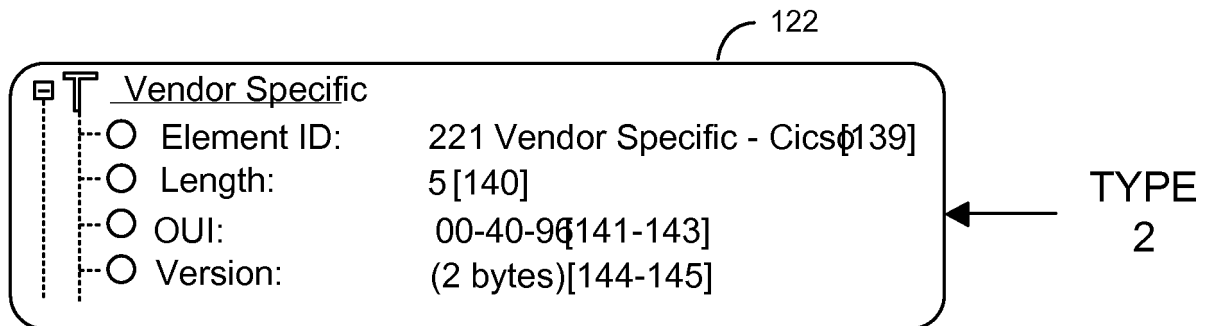 122
Vendor Specific
Element ID: 221 Vendor Specific - Cicso[139]
Length: 5 [140]
OUI: 00-40-96[141-143]
Version: (2 bytes)[144-145]
TYPE
2